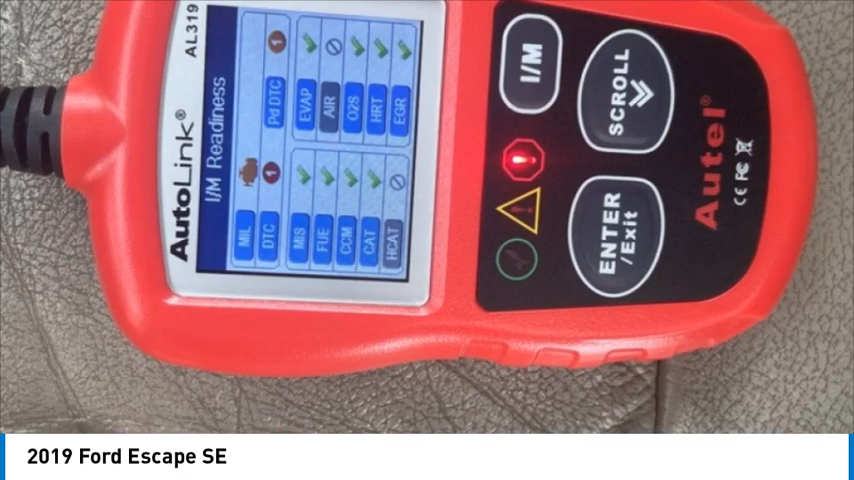 AutoLink®
AL319
I/M Readiness
MIL
DTC 1
Pd DTC 1
MIS
EVAP
FUE
AIR
CCM
O2S
CAT
HRT
HCAT
EGR
I/M
SCROLL
ENTER
/Exit
Autel®
CE FC
2019 Ford Escape SE